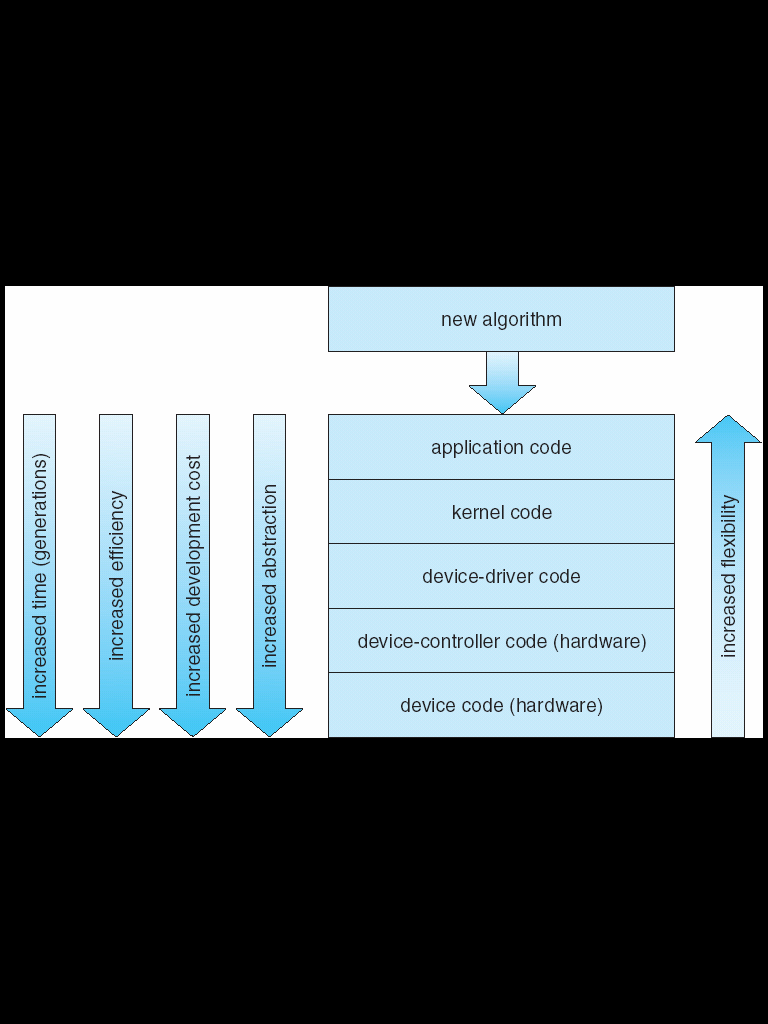 new algorithm
increased time (generations)
increased efficiency
increased development cost
increased abstraction
application code
kernel code
device-driver code
device-controller code (hardware)
device code (hardware)
increased flexibility